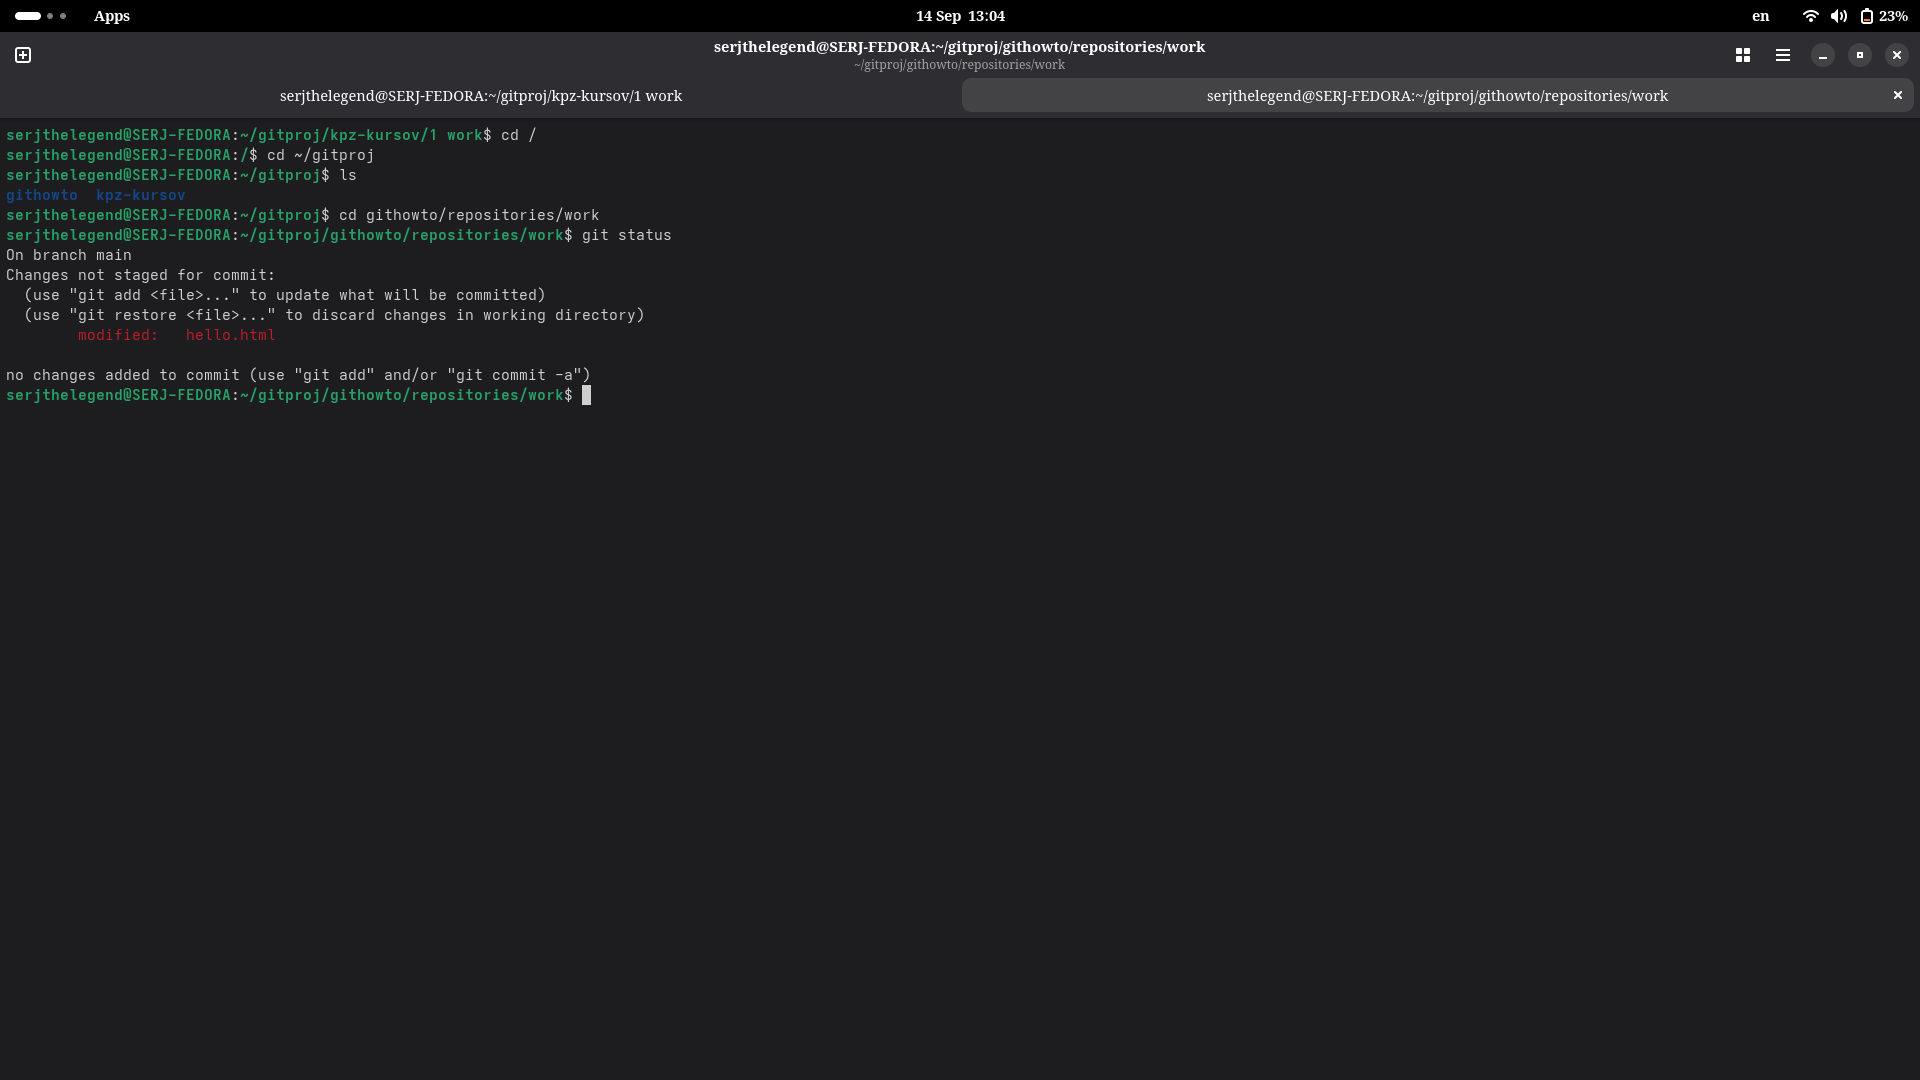 Apps 14 Sep 13:04 en 23%
serjthelegend@SERJ-FEDORA:~/gitproj/githowto/repositories/work
~/gitproj/githowto/repositories/work
serjthelegend@SERJ-FEDORA:~/gitproj/kpz-kursov/1 work serjthelegend@SERJ-FEDORA:~/gitproj/githowto/repositories/work
serjthelegend@SERJ-FEDORA:~/gitproj/kpz-kursov/1 work$ cd /
serjthelegend@SERJ-FEDORA:/$ cd ~/gitproj
serjthelegend@SERJ-FEDORA:~/gitproj$ ls
githowto  kpz-kursov
serjthelegend@SERJ-FEDORA:~/gitproj$ cd githowto/repositories/work
serjthelegend@SERJ-FEDORA:~/gitproj/githowto/repositories/work$ git status
On branch main
Changes not staged for commit:
  (use "git add <file>..." to update what will be committed)
  (use "git restore <file>..." to discard changes in working directory)
        modified:   hello.html
no changes added to commit (use "git add" and/or "git commit -a")
serjthelegend@SERJ-FEDORA:~/gitproj/githowto/repositories/work$